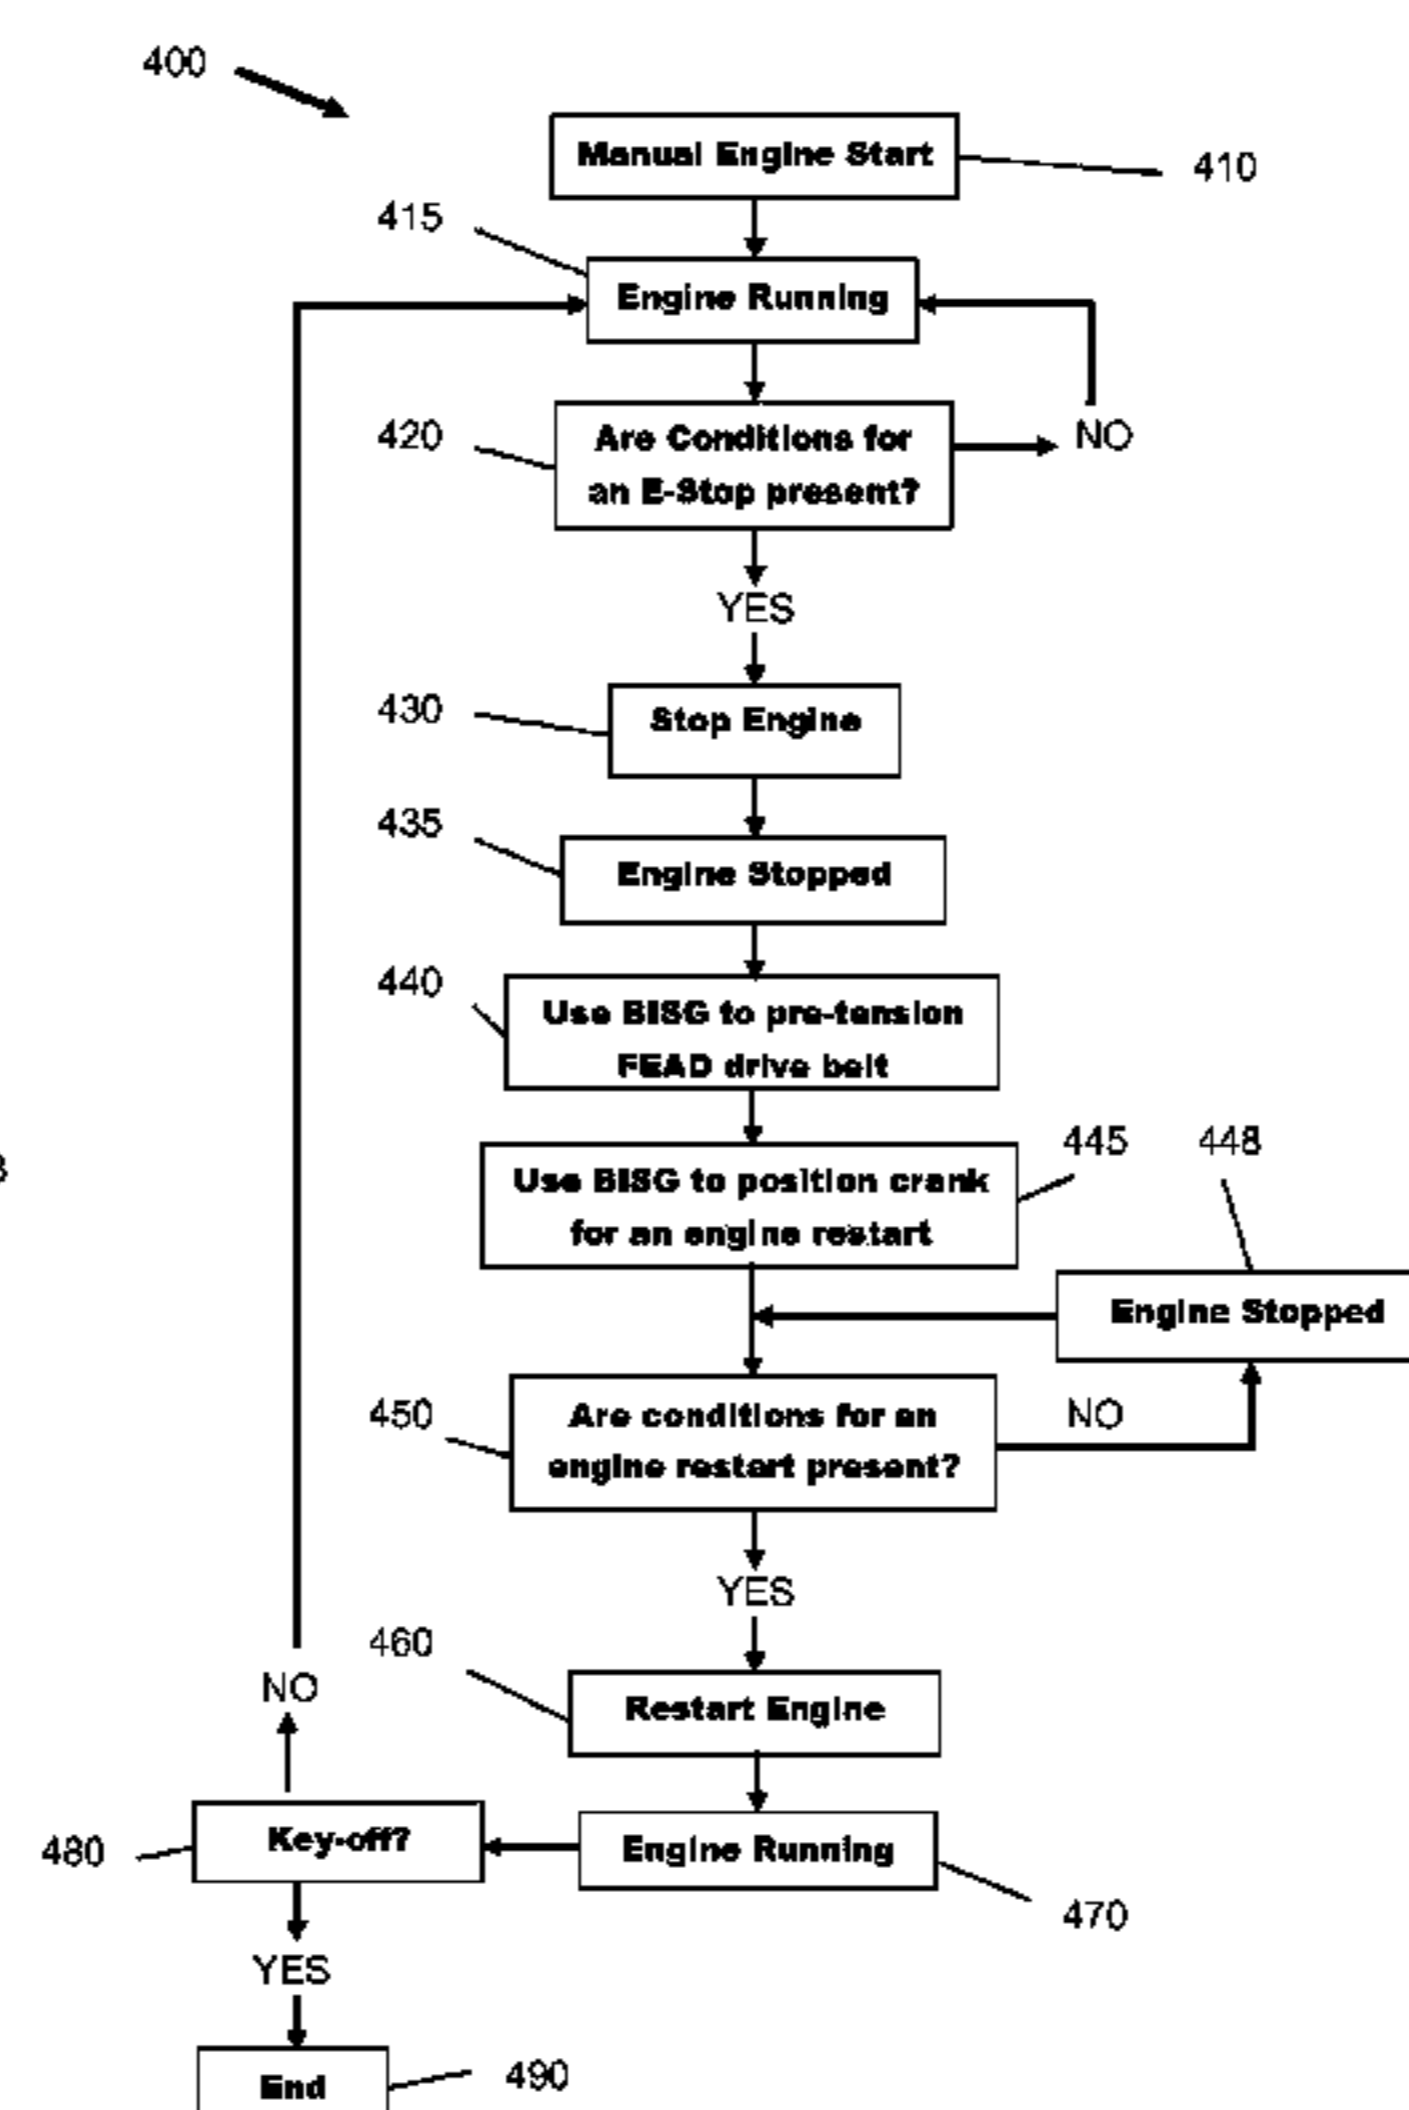 400
Manual Engine Start
410
415
Engine Running
420
Are Conditions for
an E-Stop present?
NO
YES
430
Stop Engine
435
Engine Stopped
440
Use BISG to pre-tension
FEAD drive belt
445
448
Use BISG to position crank
for an engine restart
Engine Stopped
450
Are conditions for an
engine restart present?
NO
YES
460
Restart Engine
NO
480
Key-off?
Engine Running
470
YES
End
490